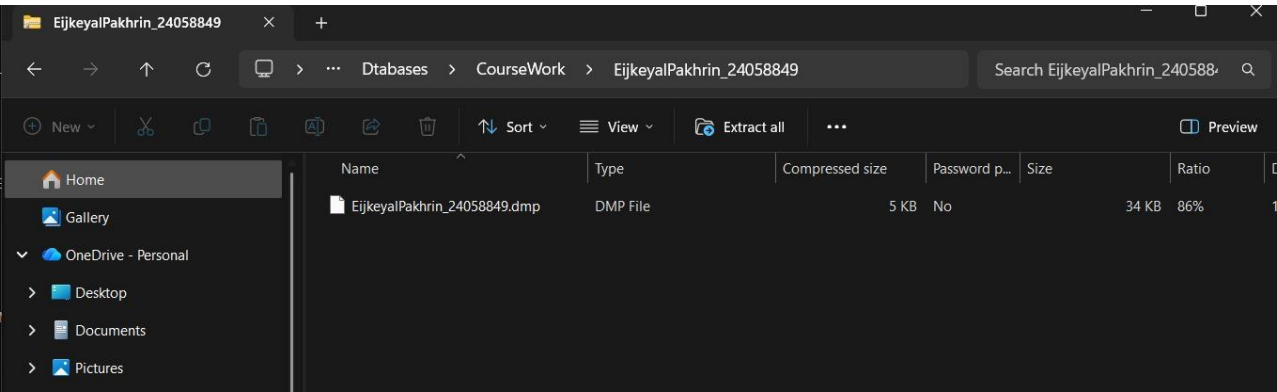 EijkeyalPakhrin_24058849
Dtabases > CourseWork > EijkeyalPakhrin_24058849
Search EijkeyalPakhrin_240588
New
Sort
View
Extract all
Preview
Name Type Compressed size Password p... Size Ratio
Home
EijkeyalPakhrin_24058849.dmp DMP File 5 KB No 34 KB 86%
Gallery
OneDrive - Personal
Desktop
Documents
Pictures